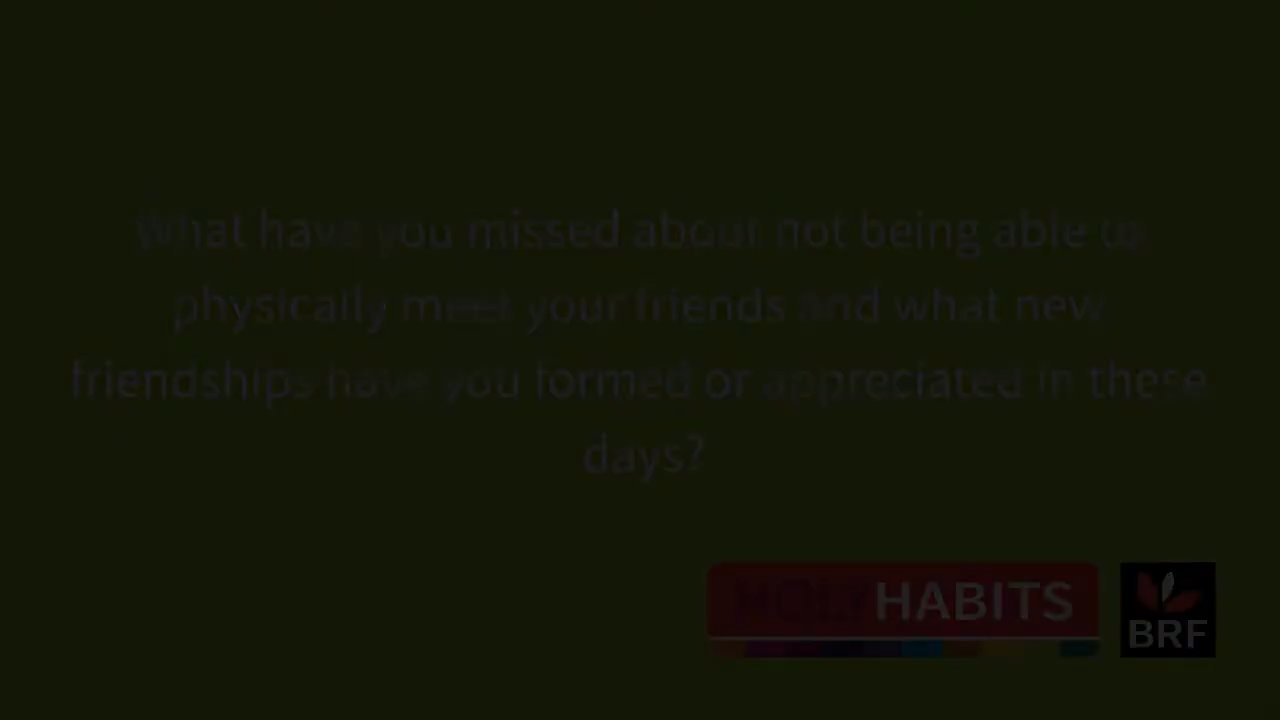 What have you missed about not being able to
physically meet your friends and what new
friendships have you formed or appreciated in these
days?
HOLY HABITS
BRF